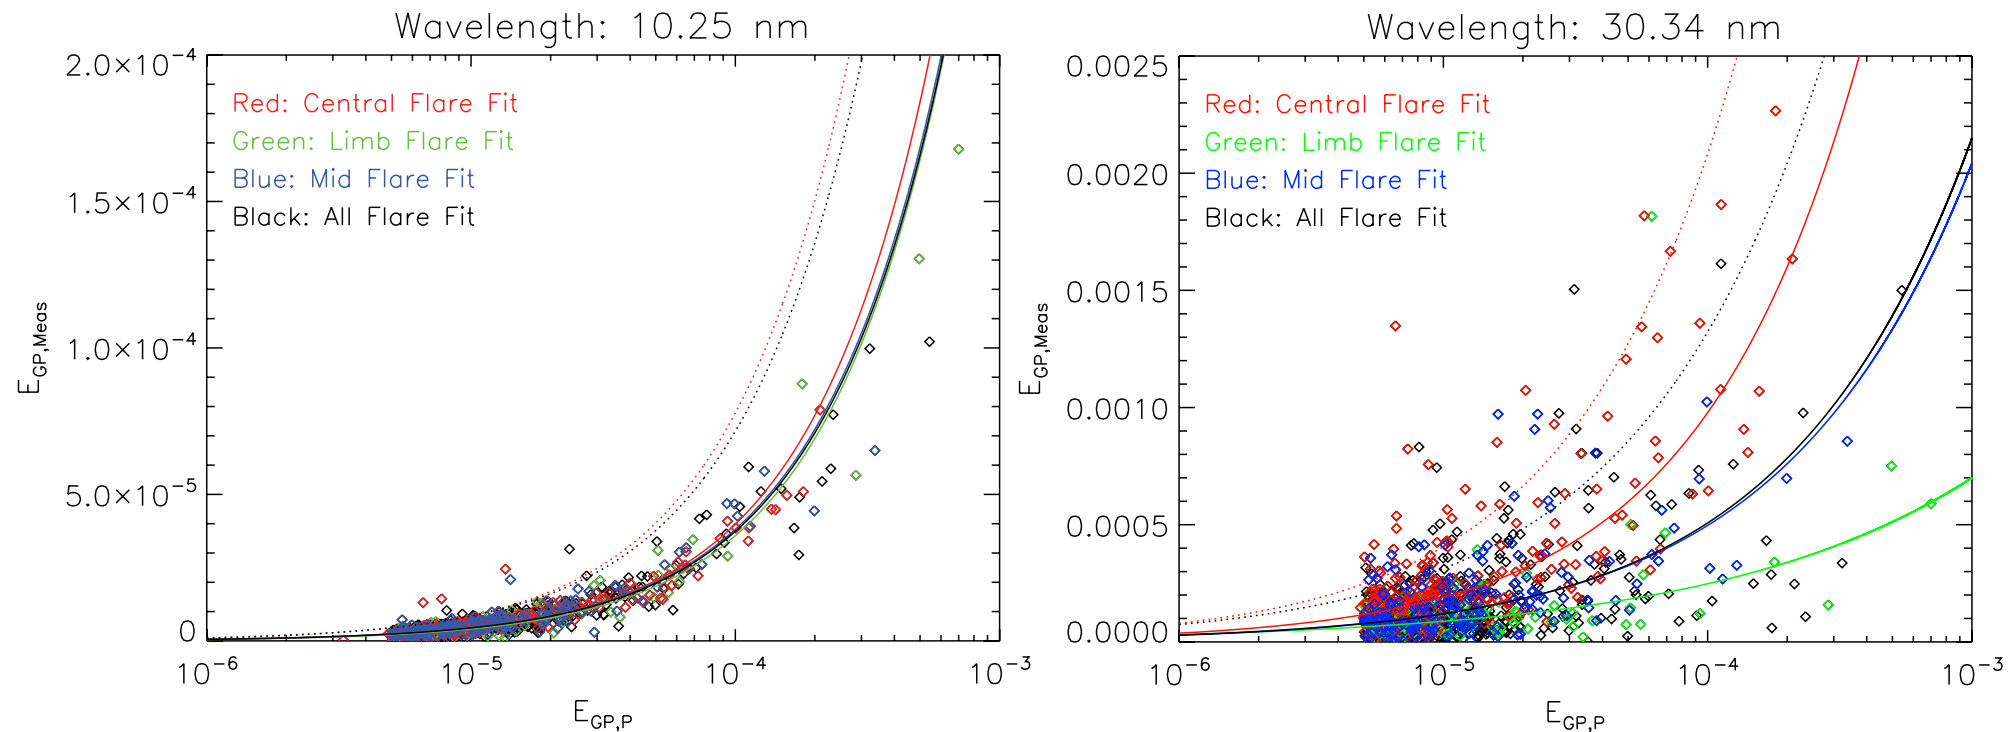 Wavelength: 10.25 nm
2.0×10⁻⁴
1.5×10⁻⁴
1.0×10⁻⁴
5.0×10⁻⁵
0
E_GP,Meas
Red: Central Flare Fit
Green: Limb Flare Fit
Blue: Mid Flare Fit
Black: All Flare Fit
10⁻⁶ 10⁻⁵ 10⁻⁴ 10⁻³
E_GP,P
Wavelength: 30.34 nm
0.0025
0.0020
0.0015
0.0010
0.0005
0.0000
E_GP,Meas
Red: Central Flare Fit
Green: Limb Flare Fit
Blue: Mid Flare Fit
Black: All Flare Fit
10⁻⁶ 10⁻⁵ 10⁻⁴ 10⁻³
E_GP,P